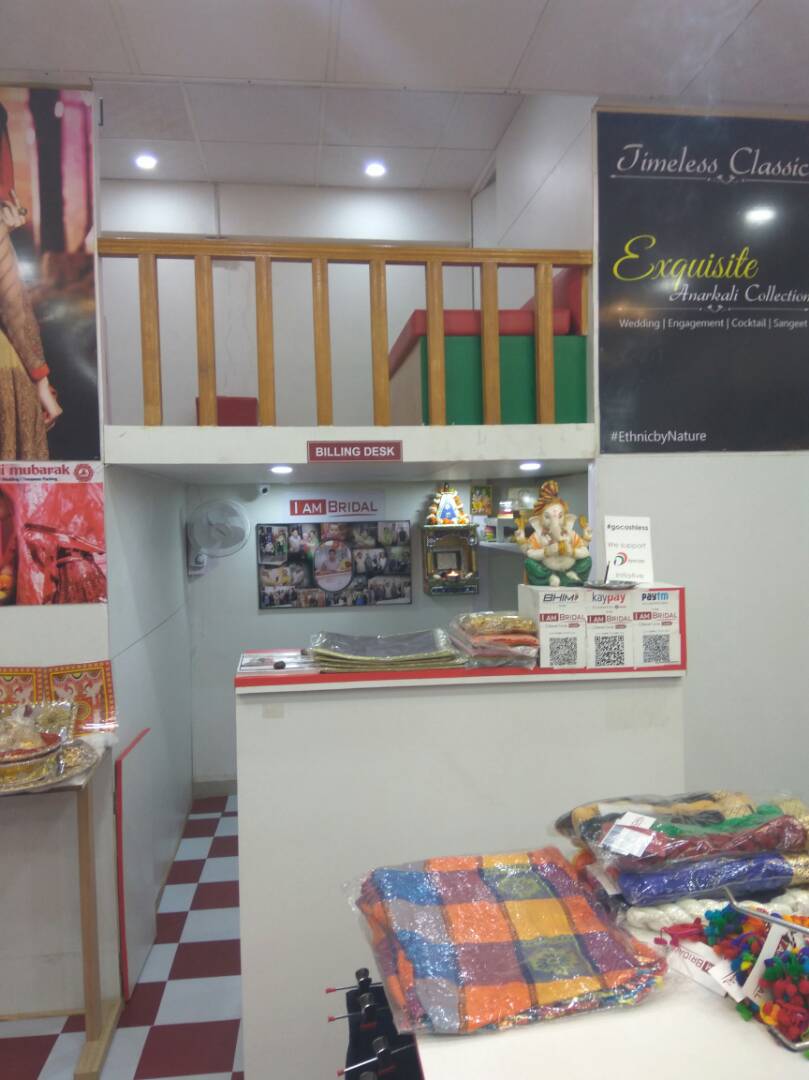 Timeless Classic
Exquisite
Anarkali Collection
Wedding | Engagement | Cocktail | Sangeet
#EthnicbyNature
BILLING DESK
i mubarak
I AM BRIDAL
#gocashless
We support
initiative
BHIM
kaypay
paytm
I AM BRIDAL
I AM BRIDAL
I AM BRIDAL